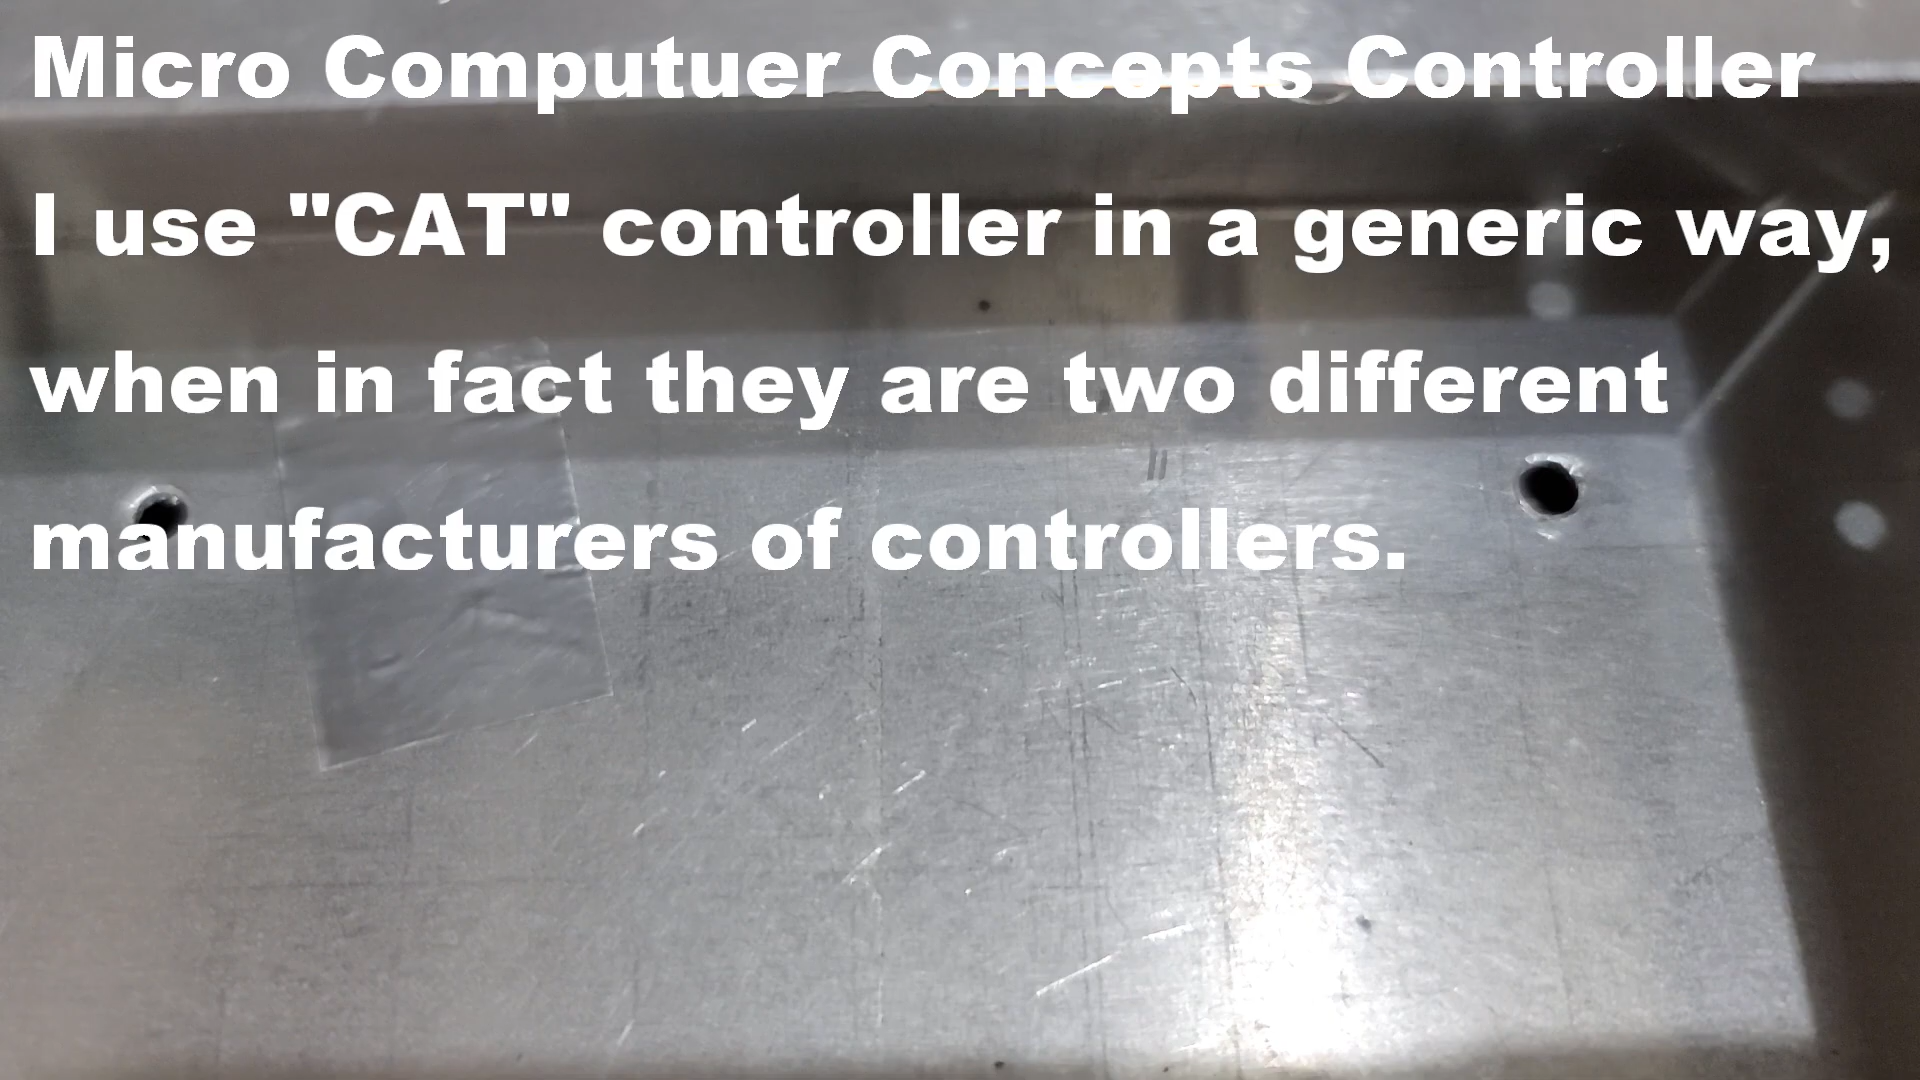 Micro Computuer Concepts Controller
I use "CAT" controller in a generic way,
when in fact they are two different
manufacturers of controllers.